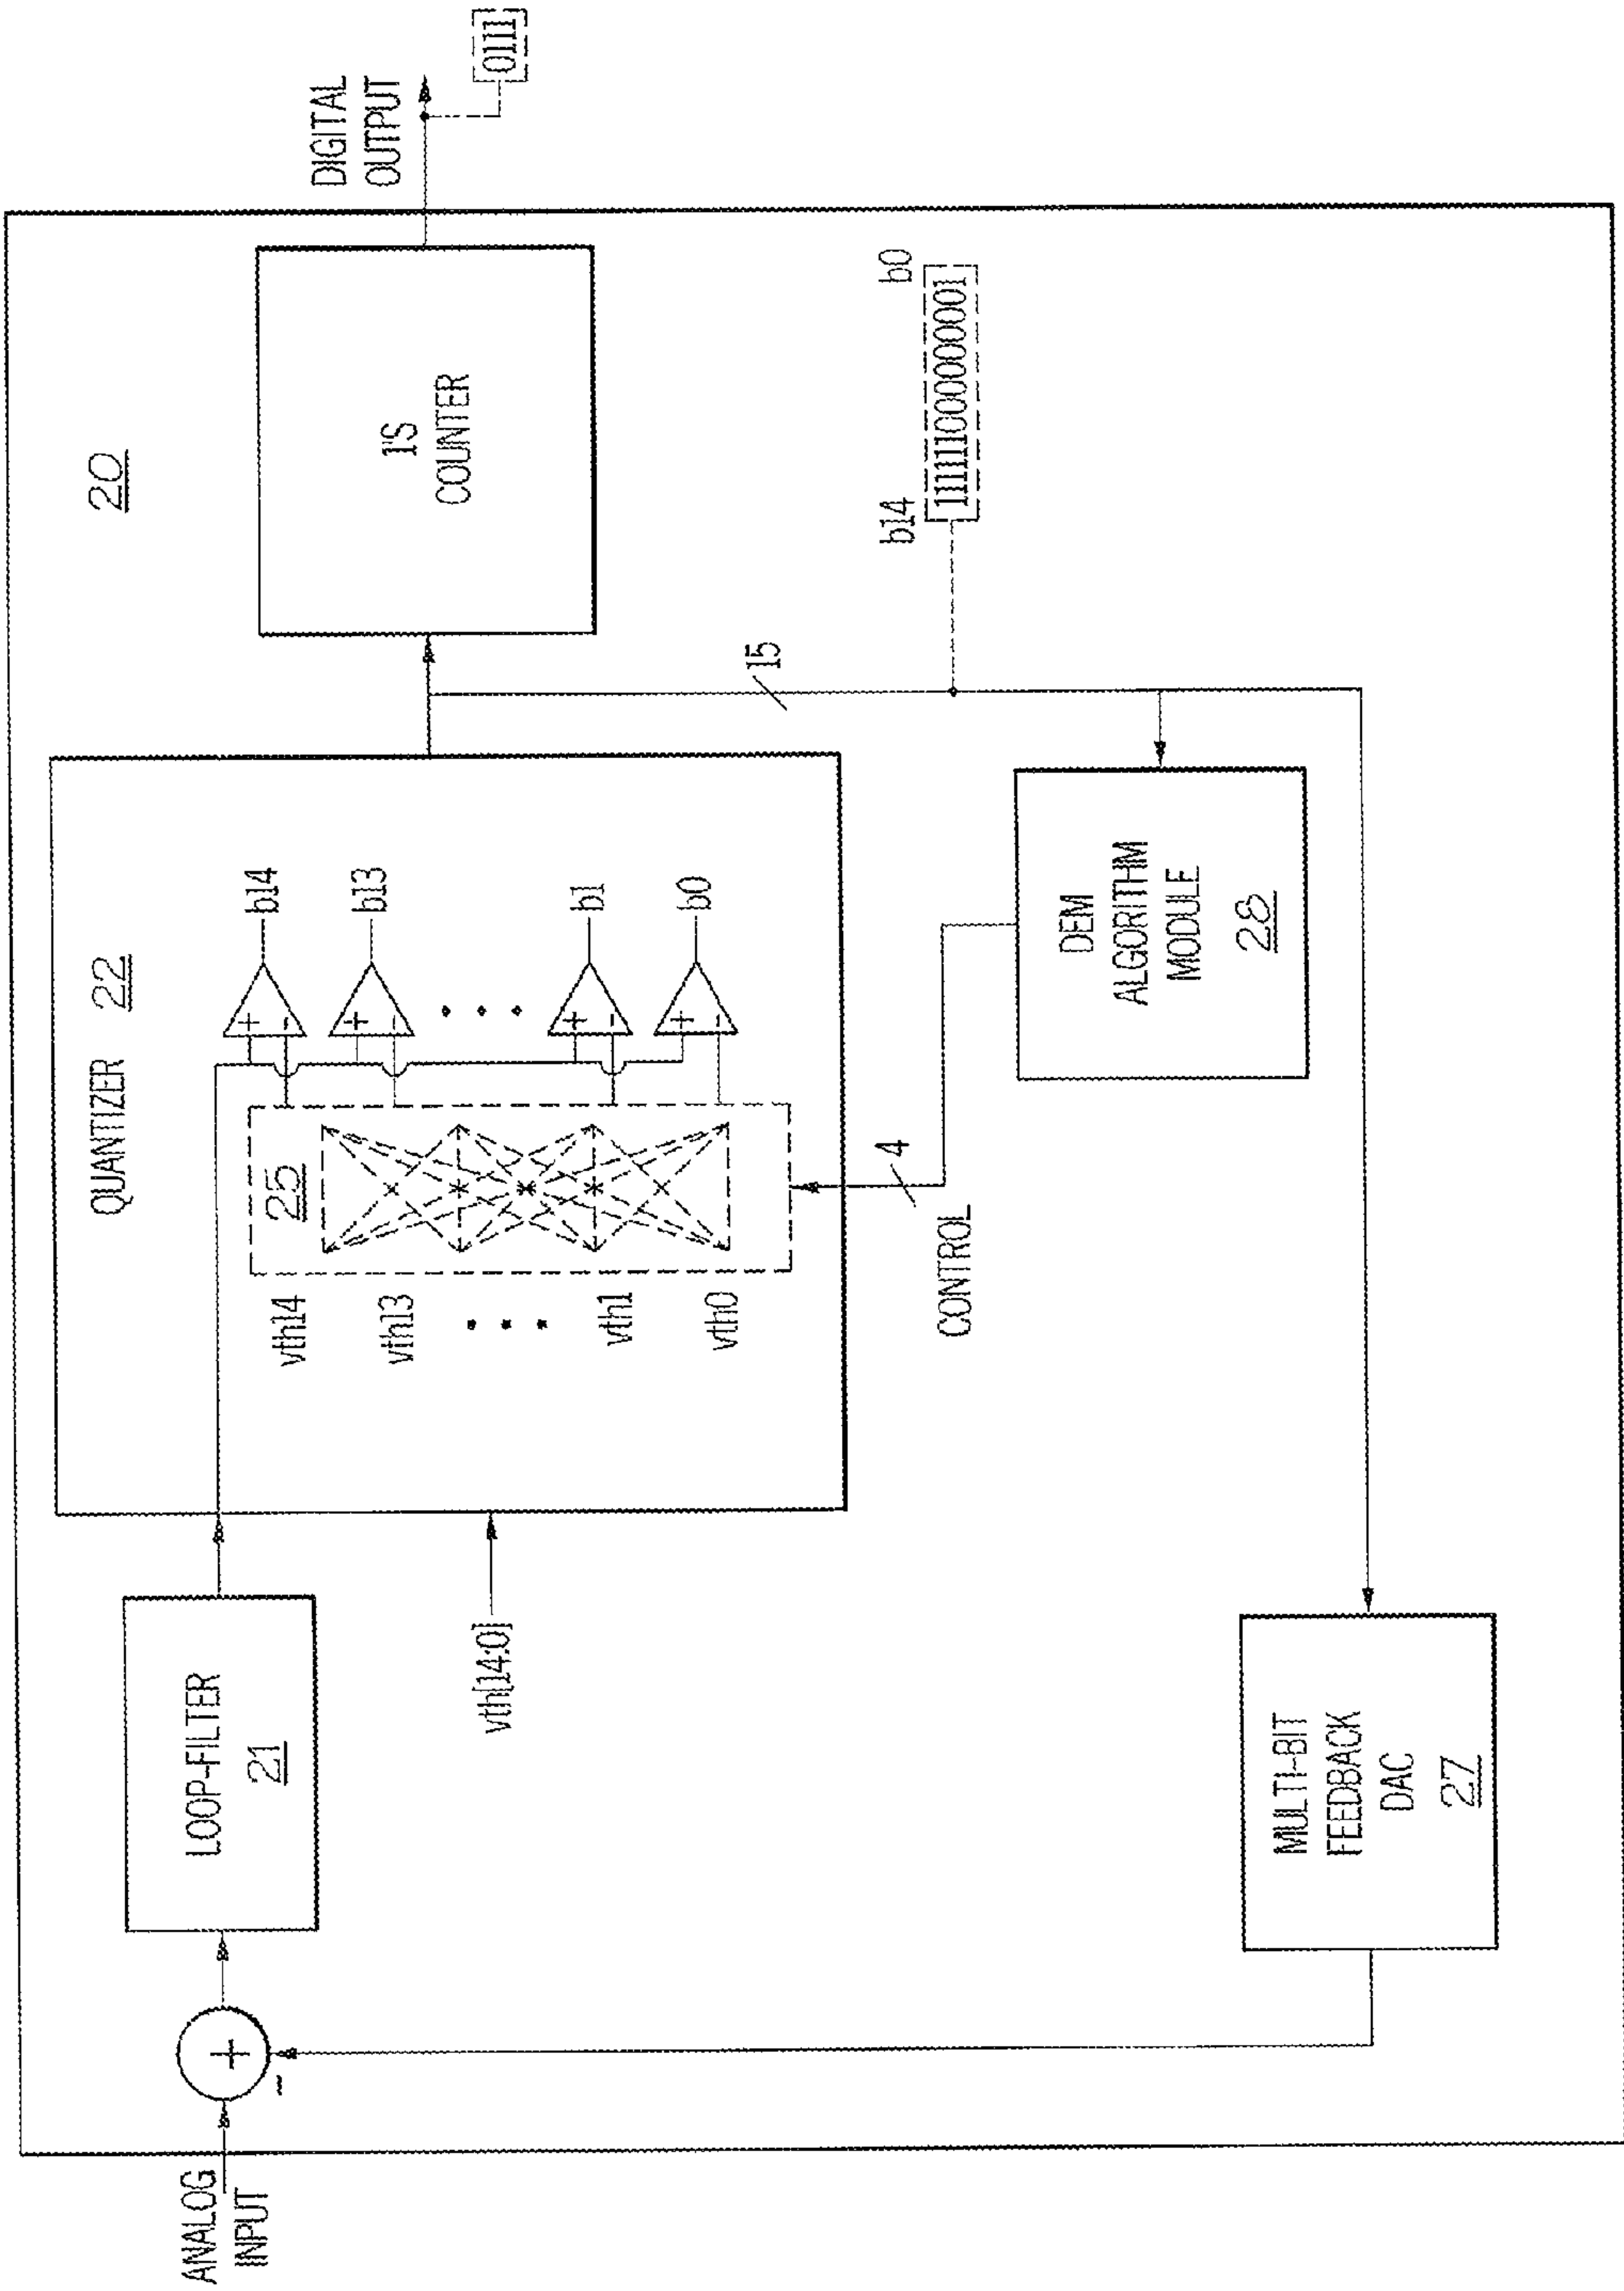 ANALOG
INPUT
+
-
LOOP-FILTER
21
vth[14:0]
QUANTIZER 22
vth14
vth13
vth1
vth0
25
+
-
b14
+
-
b13
+
-
b1
+
-
b0
CONTROL
4
20
1'S
COUNTER
DIGITAL
OUTPUT
0111
15
b14
b0
111111000000001
DEM
ALGORITHM
MODULE
28
MULTI-BIT
FEEDBACK
DAC
27